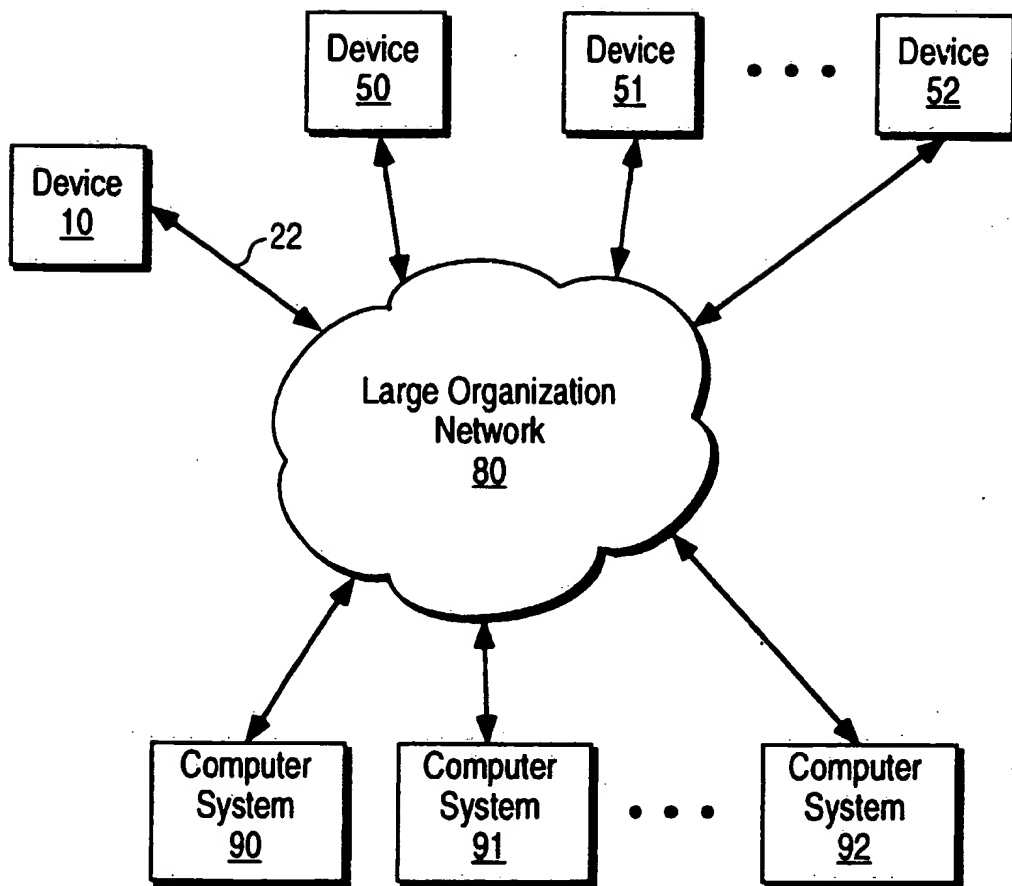 Device
50
Device
51
Device
52
Device
10
22
Large Organization
Network
80
Computer
System
90
Computer
System
91
Computer
System
92